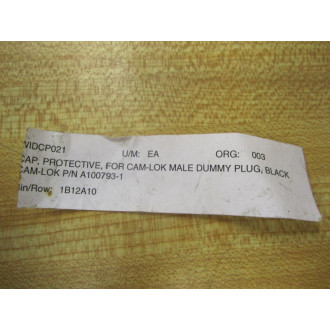 VIDCP021 U/M: EA ORG: 003
CAP, PROTECTIVE, FOR CAM-LOK MALE DUMMY PLUG, BLACK
CAM-LOK P/N A100793-1
Bin/Row: 1B12A10